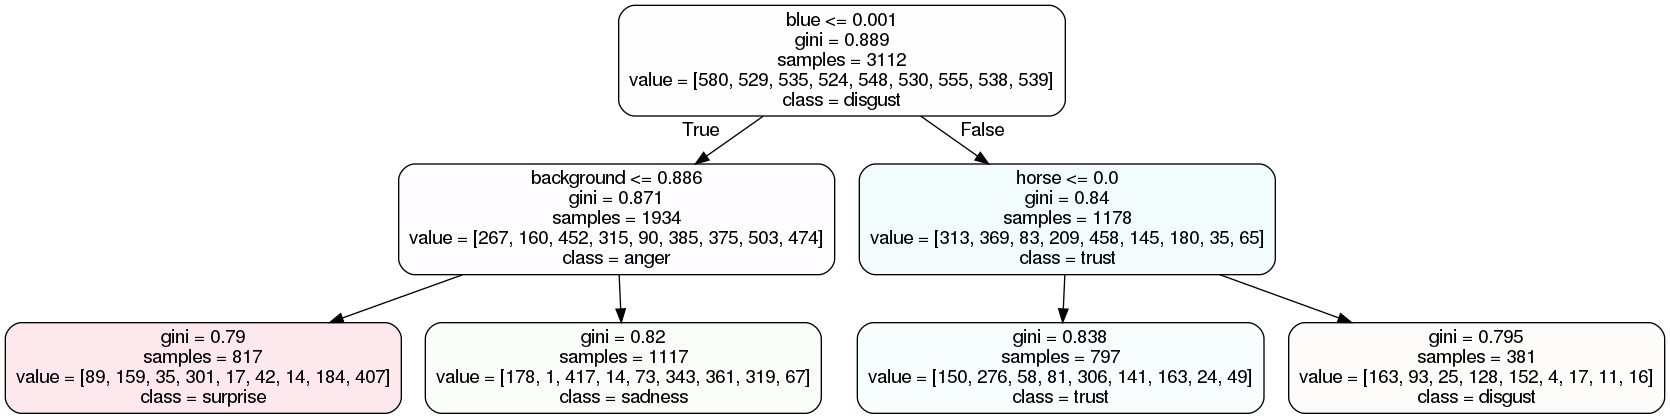 blue <= 0.001
gini = 0.889
samples = 3112
value = [580, 529, 535, 524, 548, 530, 555, 538, 539]
class = disgust
True
False
background <= 0.886
gini = 0.871
samples = 1934
value = [267, 160, 452, 315, 90, 385, 375, 503, 474]
class = anger
horse <= 0.0
gini = 0.84
samples = 1178
value = [313, 369, 83, 209, 458, 145, 180, 35, 65]
class = trust
gini = 0.79
samples = 817
value = [89, 159, 35, 301, 17, 42, 14, 184, 407]
class = surprise
gini = 0.82
samples = 1117
value = [178, 1, 417, 14, 73, 343, 361, 319, 67]
class = sadness
gini = 0.838
samples = 797
value = [150, 276, 58, 81, 306, 141, 163, 24, 49]
class = trust
gini = 0.795
samples = 381
value = [163, 93, 25, 128, 152, 4, 17, 11, 16]
class = disgust